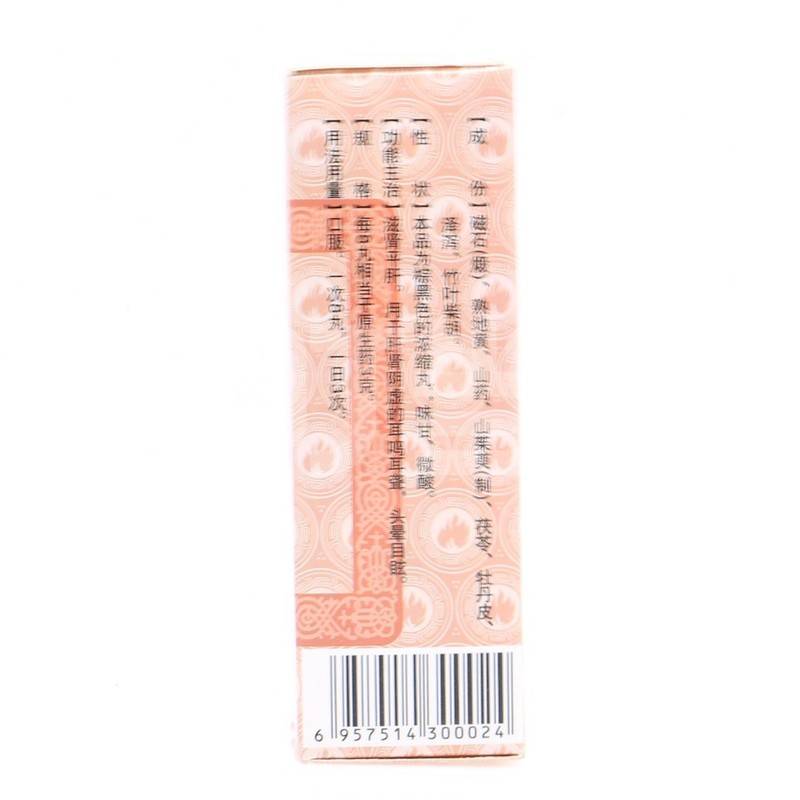 【成份】磁石(煅)、熟地黄、山药、山茱萸(制)、茯苓、牡丹皮、
泽泻、竹叶柴胡。
【性状】本品为棕黑色的浓缩丸。味甘、微酸。
【功能主治】滋肾平肝。用于肝肾阴虚的耳鸣耳聋。头晕目眩。
【规格】每8丸相当于原生药3克。
【用法用量】口服。一次8丸。一日3次。
6 957514 300024